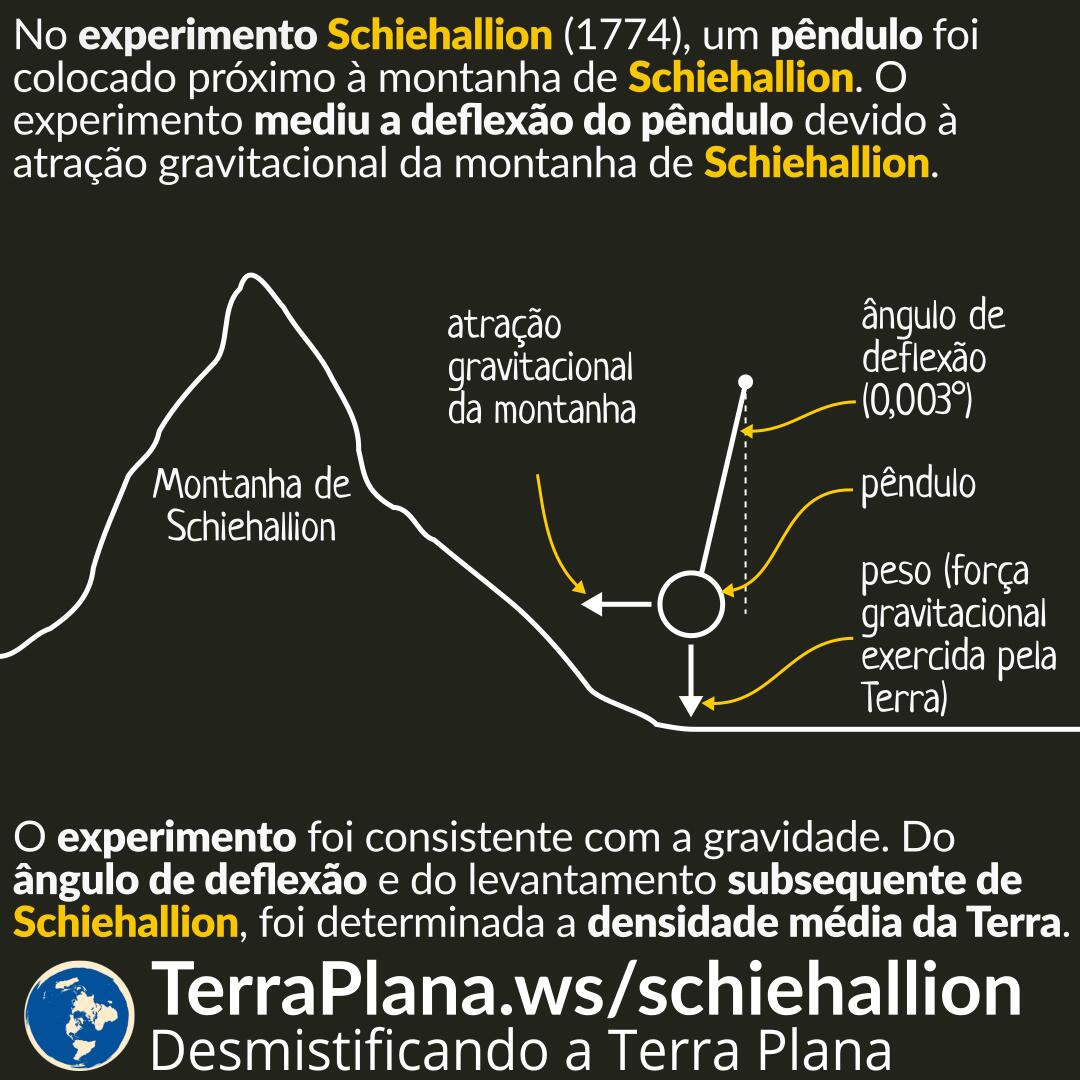 No experimento Schiehallion (1774), um pêndulo foi
colocado próximo à montanha de Schiehallion. O
experimento mediu a deflexão do pêndulo devido à
atração gravitacional da montanha de Schiehallion.
atração
gravitacional
da montanha
ângulo de
deflexão
(0,003°)
Montanha de
Schiehallion
pêndulo
peso (força
gravitacional
exercida pela
Terra)
O experimento foi consistente com a gravidade. Do
ângulo de deflexão e do levantamento subsequente de
Schiehallion, foi determinada a densidade média da Terra.
TerraPlana.ws/schiehallion
Desmistificando a Terra Plana